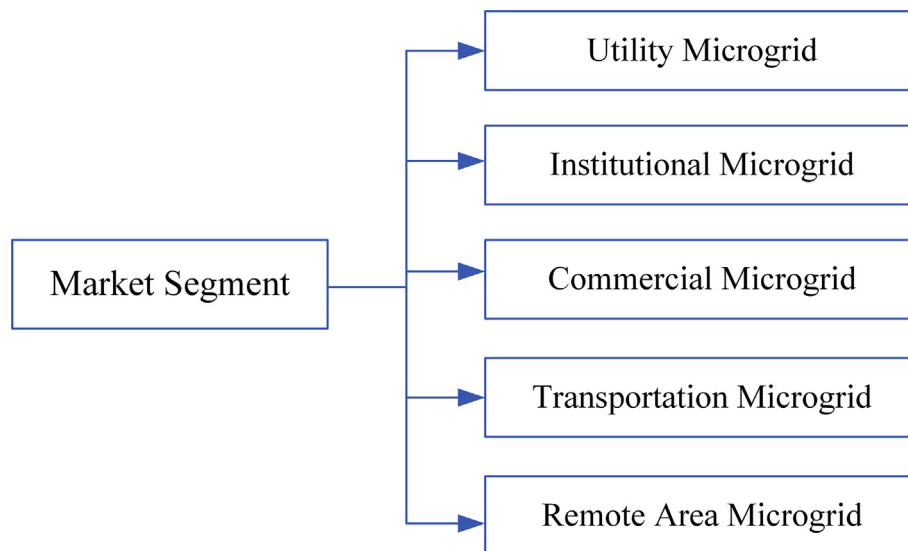 Utility Microgrid
Institutional Microgrid
Market Segment
Commercial Microgrid
Transportation Microgrid
Remote Area Microgrid